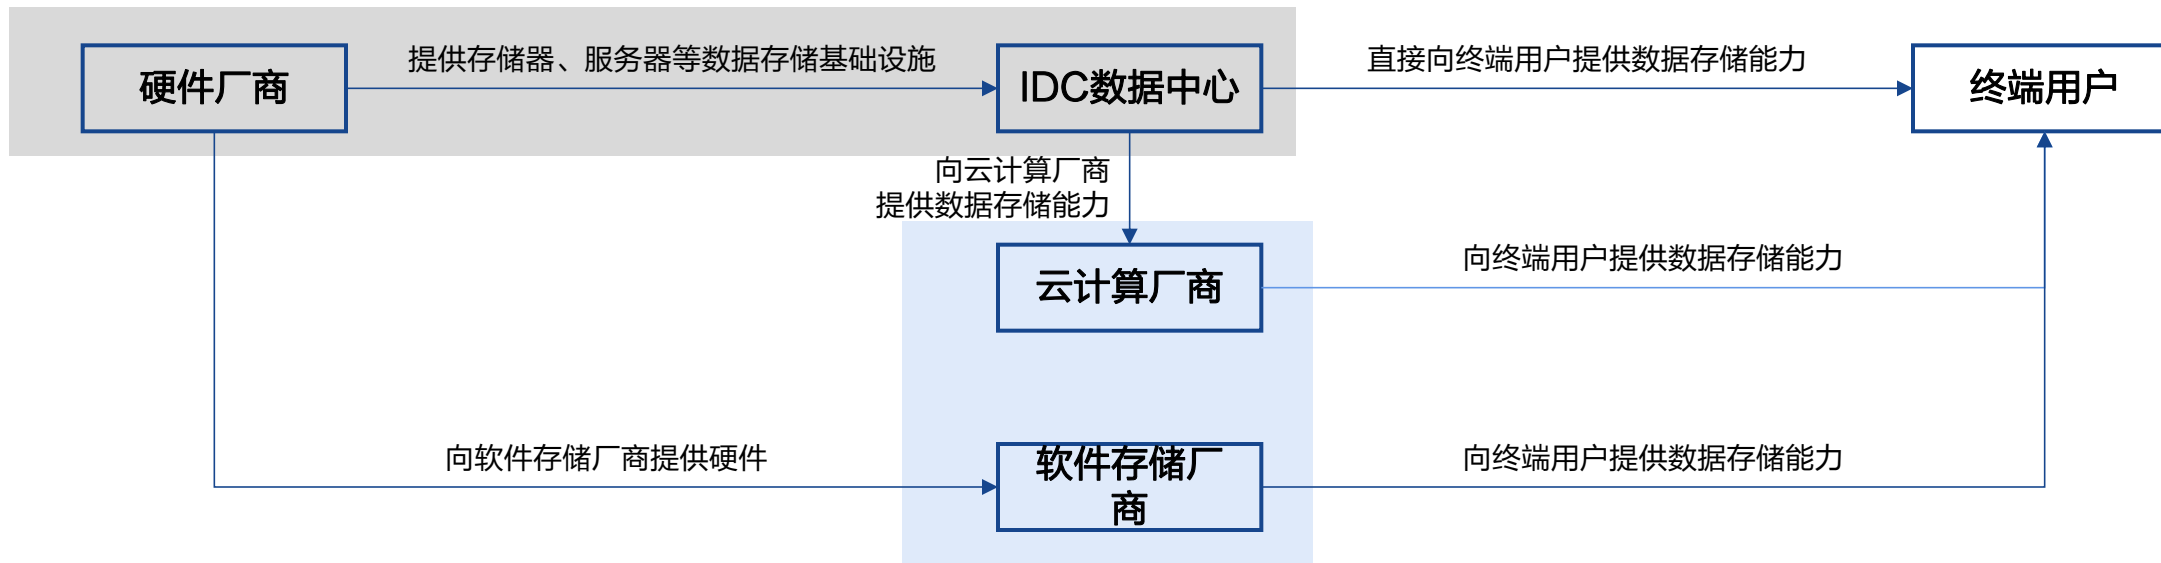 硬件厂商
提供存储器、服务器等数据存储基础设施
IDC数据中心
直接向终端用户提供数据存储能力
终端用户
向云计算厂商
提供数据存储能力
云计算厂商
向终端用户提供数据存储能力
向软件存储厂商提供硬件
软件存储厂
商
向终端用户提供数据存储能力